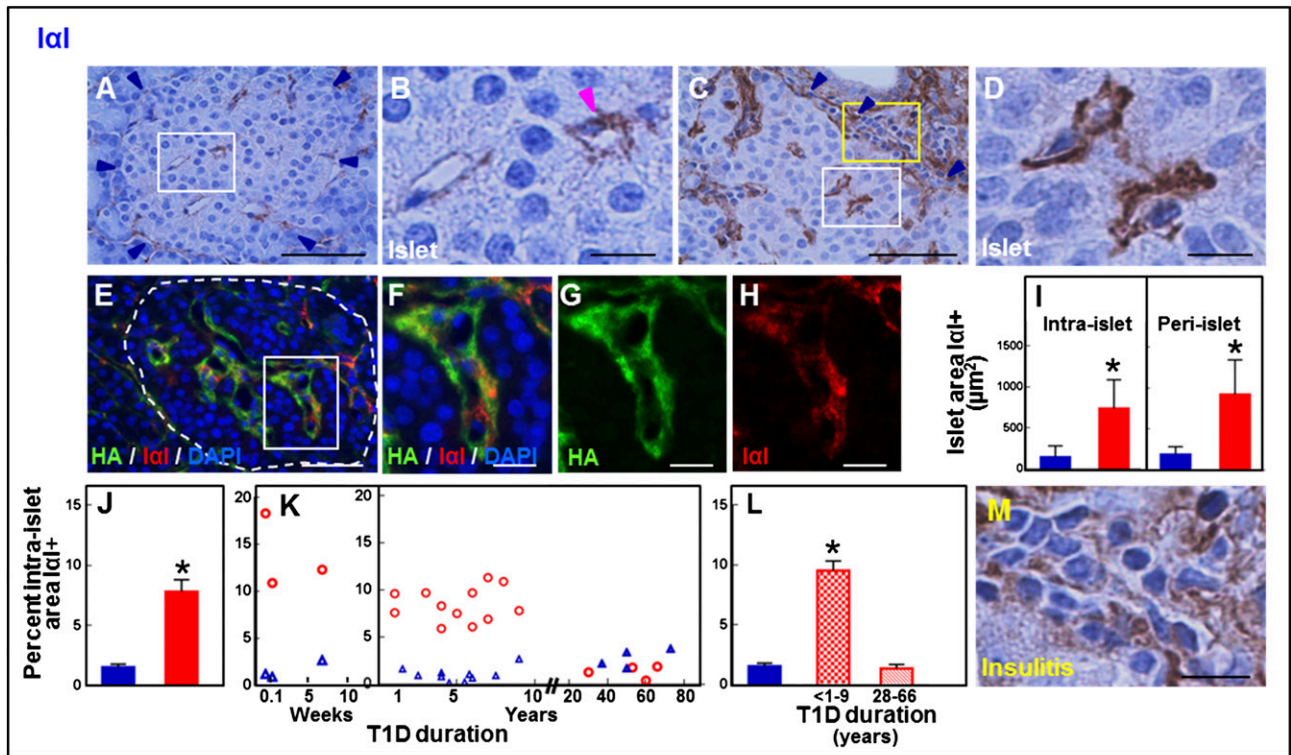 IαI
A
B
C
D
Islet
Islet
E
F
G
H
HA / IαI / DAPI
HA / IαI / DAPI
HA
IαI
I
Intra-islet
Peri-islet
Islet area IαI+
(µm²)
1500
1000
500
0
*
*
J
Percent intra-islet
area IαI+
15
10
5
0
*
K
20
15
10
5
0
0.1
5
10
Weeks
20
15
10
5
0
1
5
10
20
40
60
80
Years
T1D duration
L
15
10
5
0
*
<1-9
28-66
T1D duration
(years)
M
Insulitis